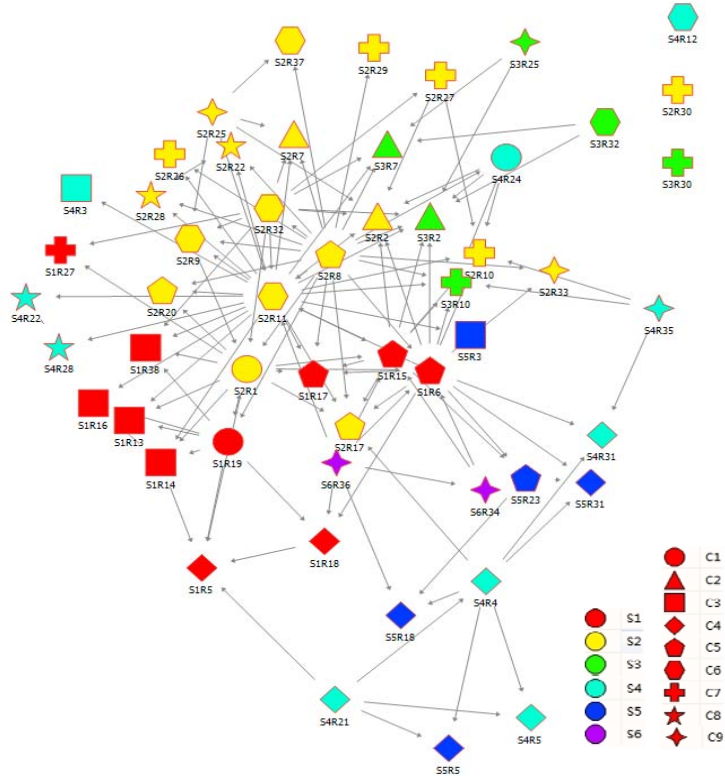 S4R12
S2R37
S2R29
S3R25
S2R27
S2R30
S2R25
S3R32
S2R7
S2R22
S3R7
S2R26
S3R30
S4R24
S4R3
S2R28
S2R32
S2R2
S3R2
S2R9
S1R27
S2R8
S2R10
S2R33
S3R10
S2R20
S2R11
S4R22
S4R35
S4R28
S5R3
S1R38
S1R15
S1R6
S1R17
S2R1
S1R16
S1R13
S2R17
S4R31
S1R19
S1R14
S6R36
S5R23
S5R31
S6R34
S1R18
S1R5
S4R4
S5R18
S4R21
S4R5
S5R5
S1
S2
S3
S4
S5
S6
C1
C2
C3
C4
C5
C6
C7
C8
C9